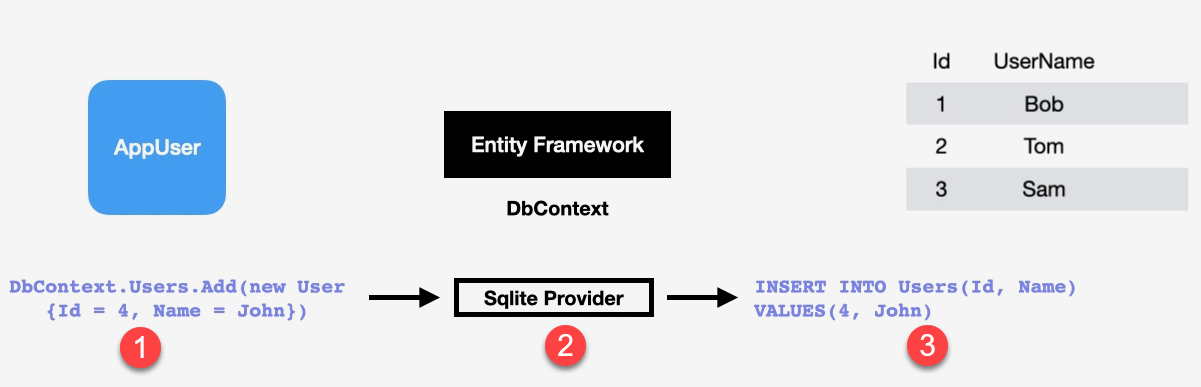 Id UserName
1 Bob
AppUser
Entity Framework
2 Tom
3 Sam
DbContext
DbContext.Users.Add(new User
{Id = 4, Name = John})
Sqlite Provider
INSERT INTO Users(Id, Name)
VALUES(4, John)
1
2
3